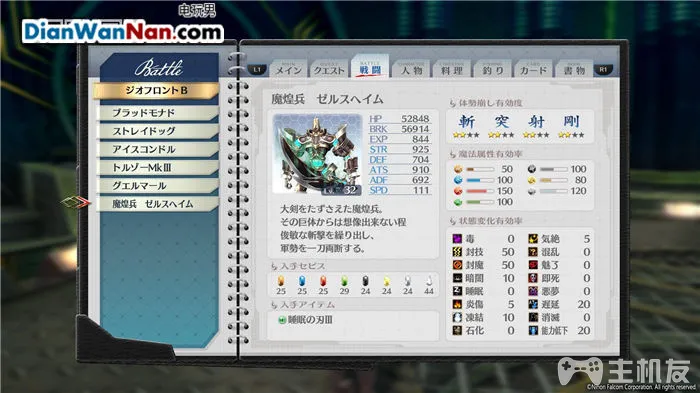 电玩男
DianWanNan.com
L1
メイン
クエスト
BATTLE
戦闘
人物
料理
釣り
カード
書物
R1
Battle
ジオフロントB
ブラッドモナド
ストレイドッグ
アイスコンドル
トルゾーMkⅢ
グエルマール
魔煌兵 ゼルスヘイム
魔煌兵 ゼルスヘイム
Lv. 32
HP 52848
BRK 56914
EXP 844
STR 925
DEF 704
ATS 910
ADF 692
SPD 111
大剣をたずさえた魔煌兵。
その巨体からは想像出来ない程
俊敏な斬撃を繰り出し、
軍勢を一刀両断する。
入手セピス
25 25 25 29 24 24 24 44
入手アイテム
睡眠の刃Ⅲ
体勢崩し有効度
斬 突 射 剛
★★★★★ ★★★★★ ★★★★★ ★★★★★
魔法属性有効率
50 100
100 80
150 120
100
状態変化有効率
毒 0 気絶 5
封技 50 混乱 0
封魔 50 魅了 0
暗闇 10 即死 0
睡眠 0 悪夢 0
炎傷 5 遅延 20
凍結 10 消滅 0
石化 0 能力低下 20
主机友
©Nihon Falcom Corporation. All rights reserved.